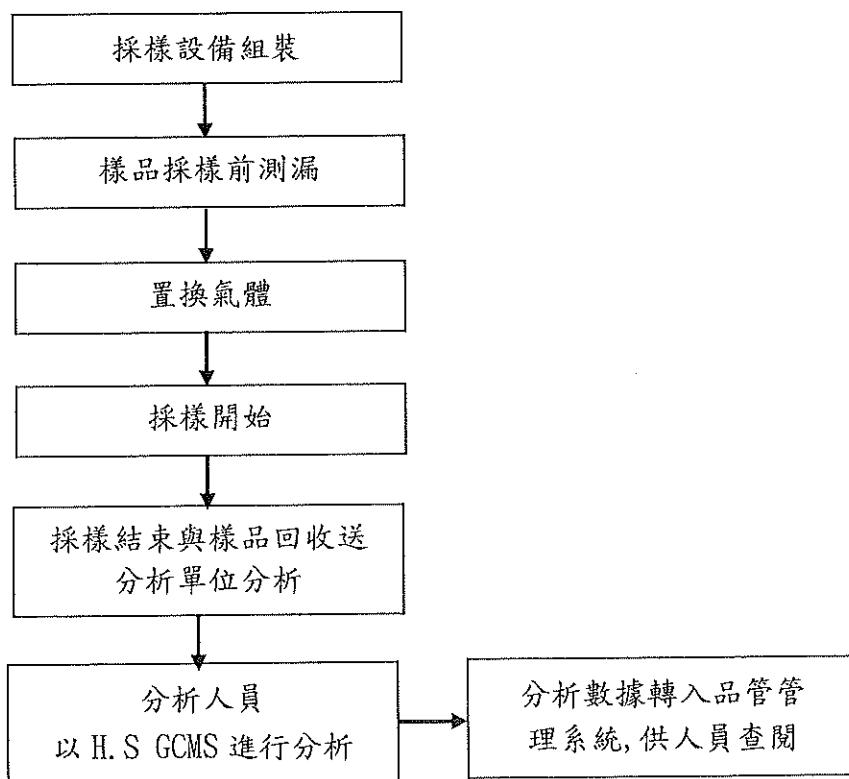 採樣設備組裝
樣品採樣前測漏
置換氣體
採樣開始
採樣結束與樣品回收送
分析單位分析
分析人員
以 H.S GCMS 進行分析
分析數據轉入品管管
理系統,供人員查閱